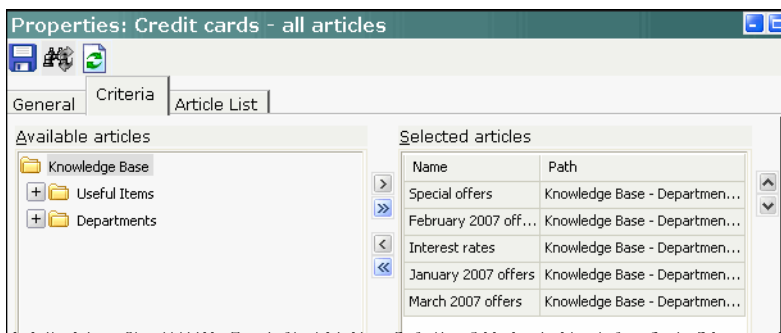 Properties: Credit cards - all articles
General
Criteria
Article List
Available articles
Knowledge Base
Useful Items
Departments
Selected articles
Name Path
Special offers Knowledge Base - Departmen...
February 2007 off... Knowledge Base - Departmen...
Interest rates Knowledge Base - Departmen...
January 2007 offers Knowledge Base - Departmen...
March 2007 offers Knowledge Base - Departmen...